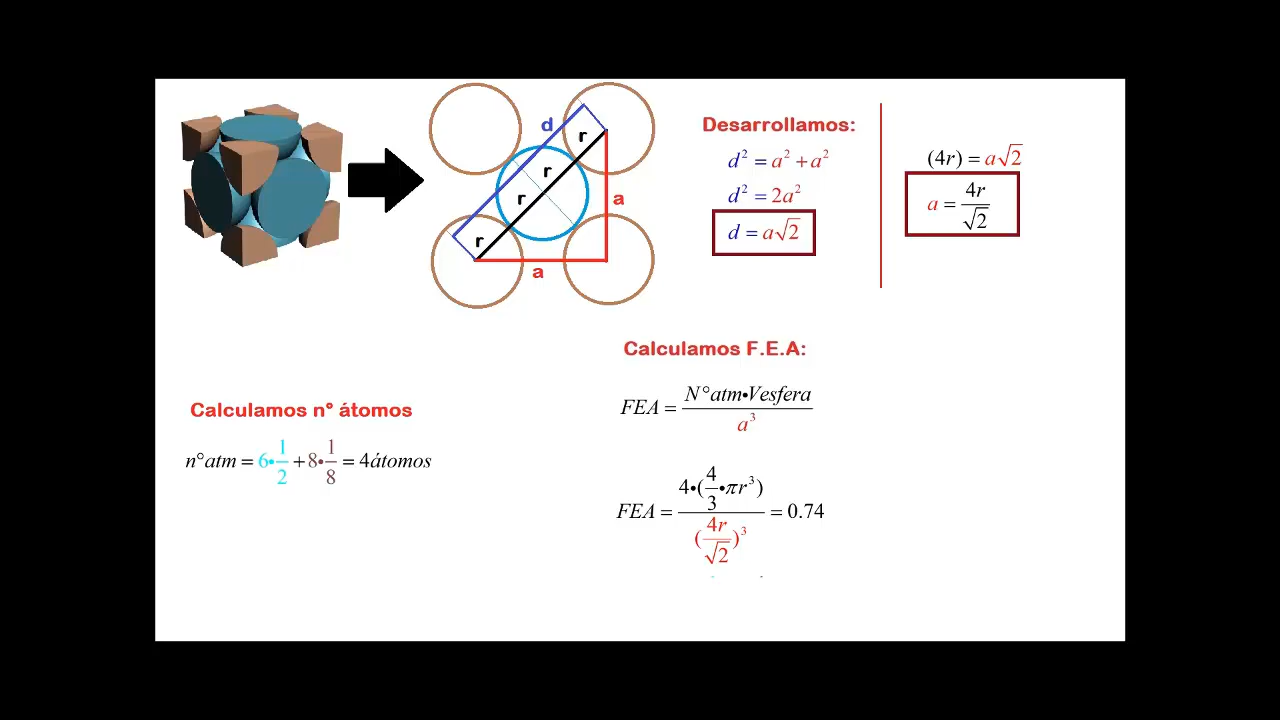 d
r
r
r
r
a
a
Desarrollamos:
d² = a² + a²
d² = 2a²
d = a√2
(4r) = a√2
a = 4r/√2
Calculamos n° átomos
n°atm = 6•1/2 + 8•1/8 = 4átomos
Calculamos F.E.A:
FEA = N°atm•Vesfera/a³
FEA = 4•(4/3•πr³)/(4r/√2)³ = 0.74